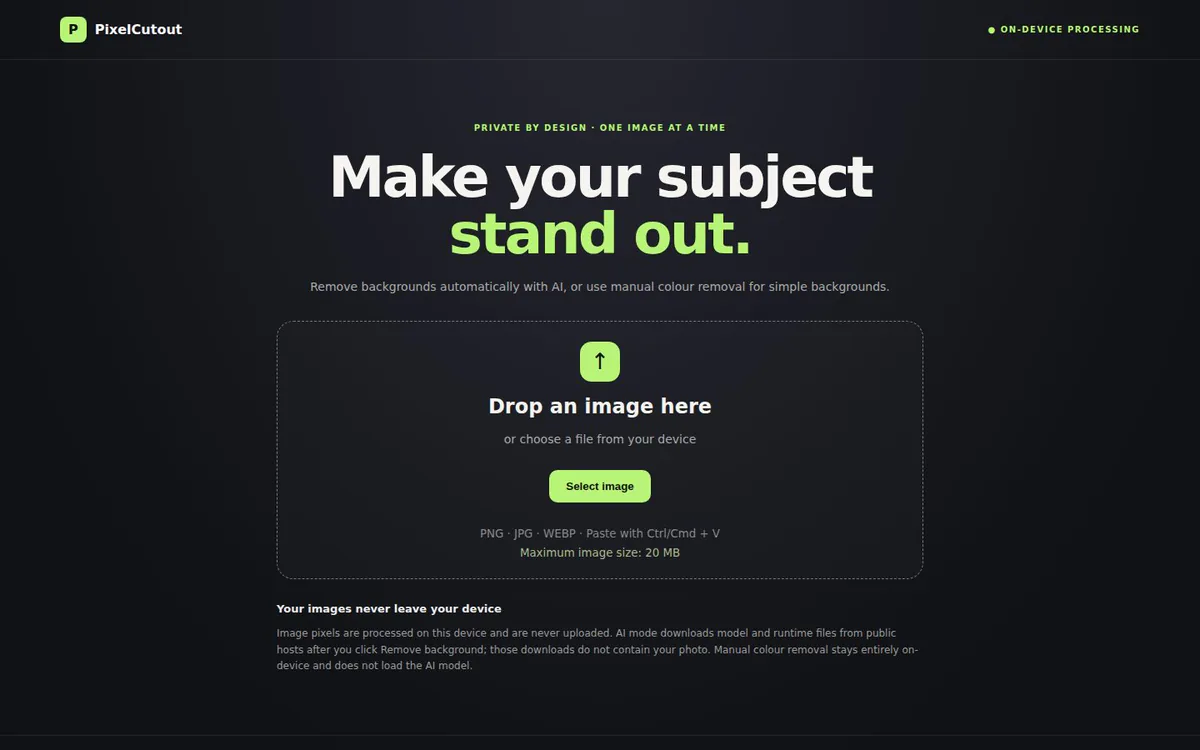 P PixelCutout
● ON-DEVICE PROCESSING
PRIVATE BY DESIGN · ONE IMAGE AT A TIME
Make your subject
stand out.
Remove backgrounds automatically with AI, or use manual colour removal for simple backgrounds.
↑
Drop an image here
or choose a file from your device
Select image
PNG · JPG · WEBP · Paste with Ctrl/Cmd + V
Maximum image size: 20 MB
Your images never leave your device
Image pixels are processed on this device and are never uploaded. AI mode downloads model and runtime files from public
hosts after you click Remove background; those downloads do not contain your photo. Manual colour removal stays entirely on-
device and does not load the AI model.